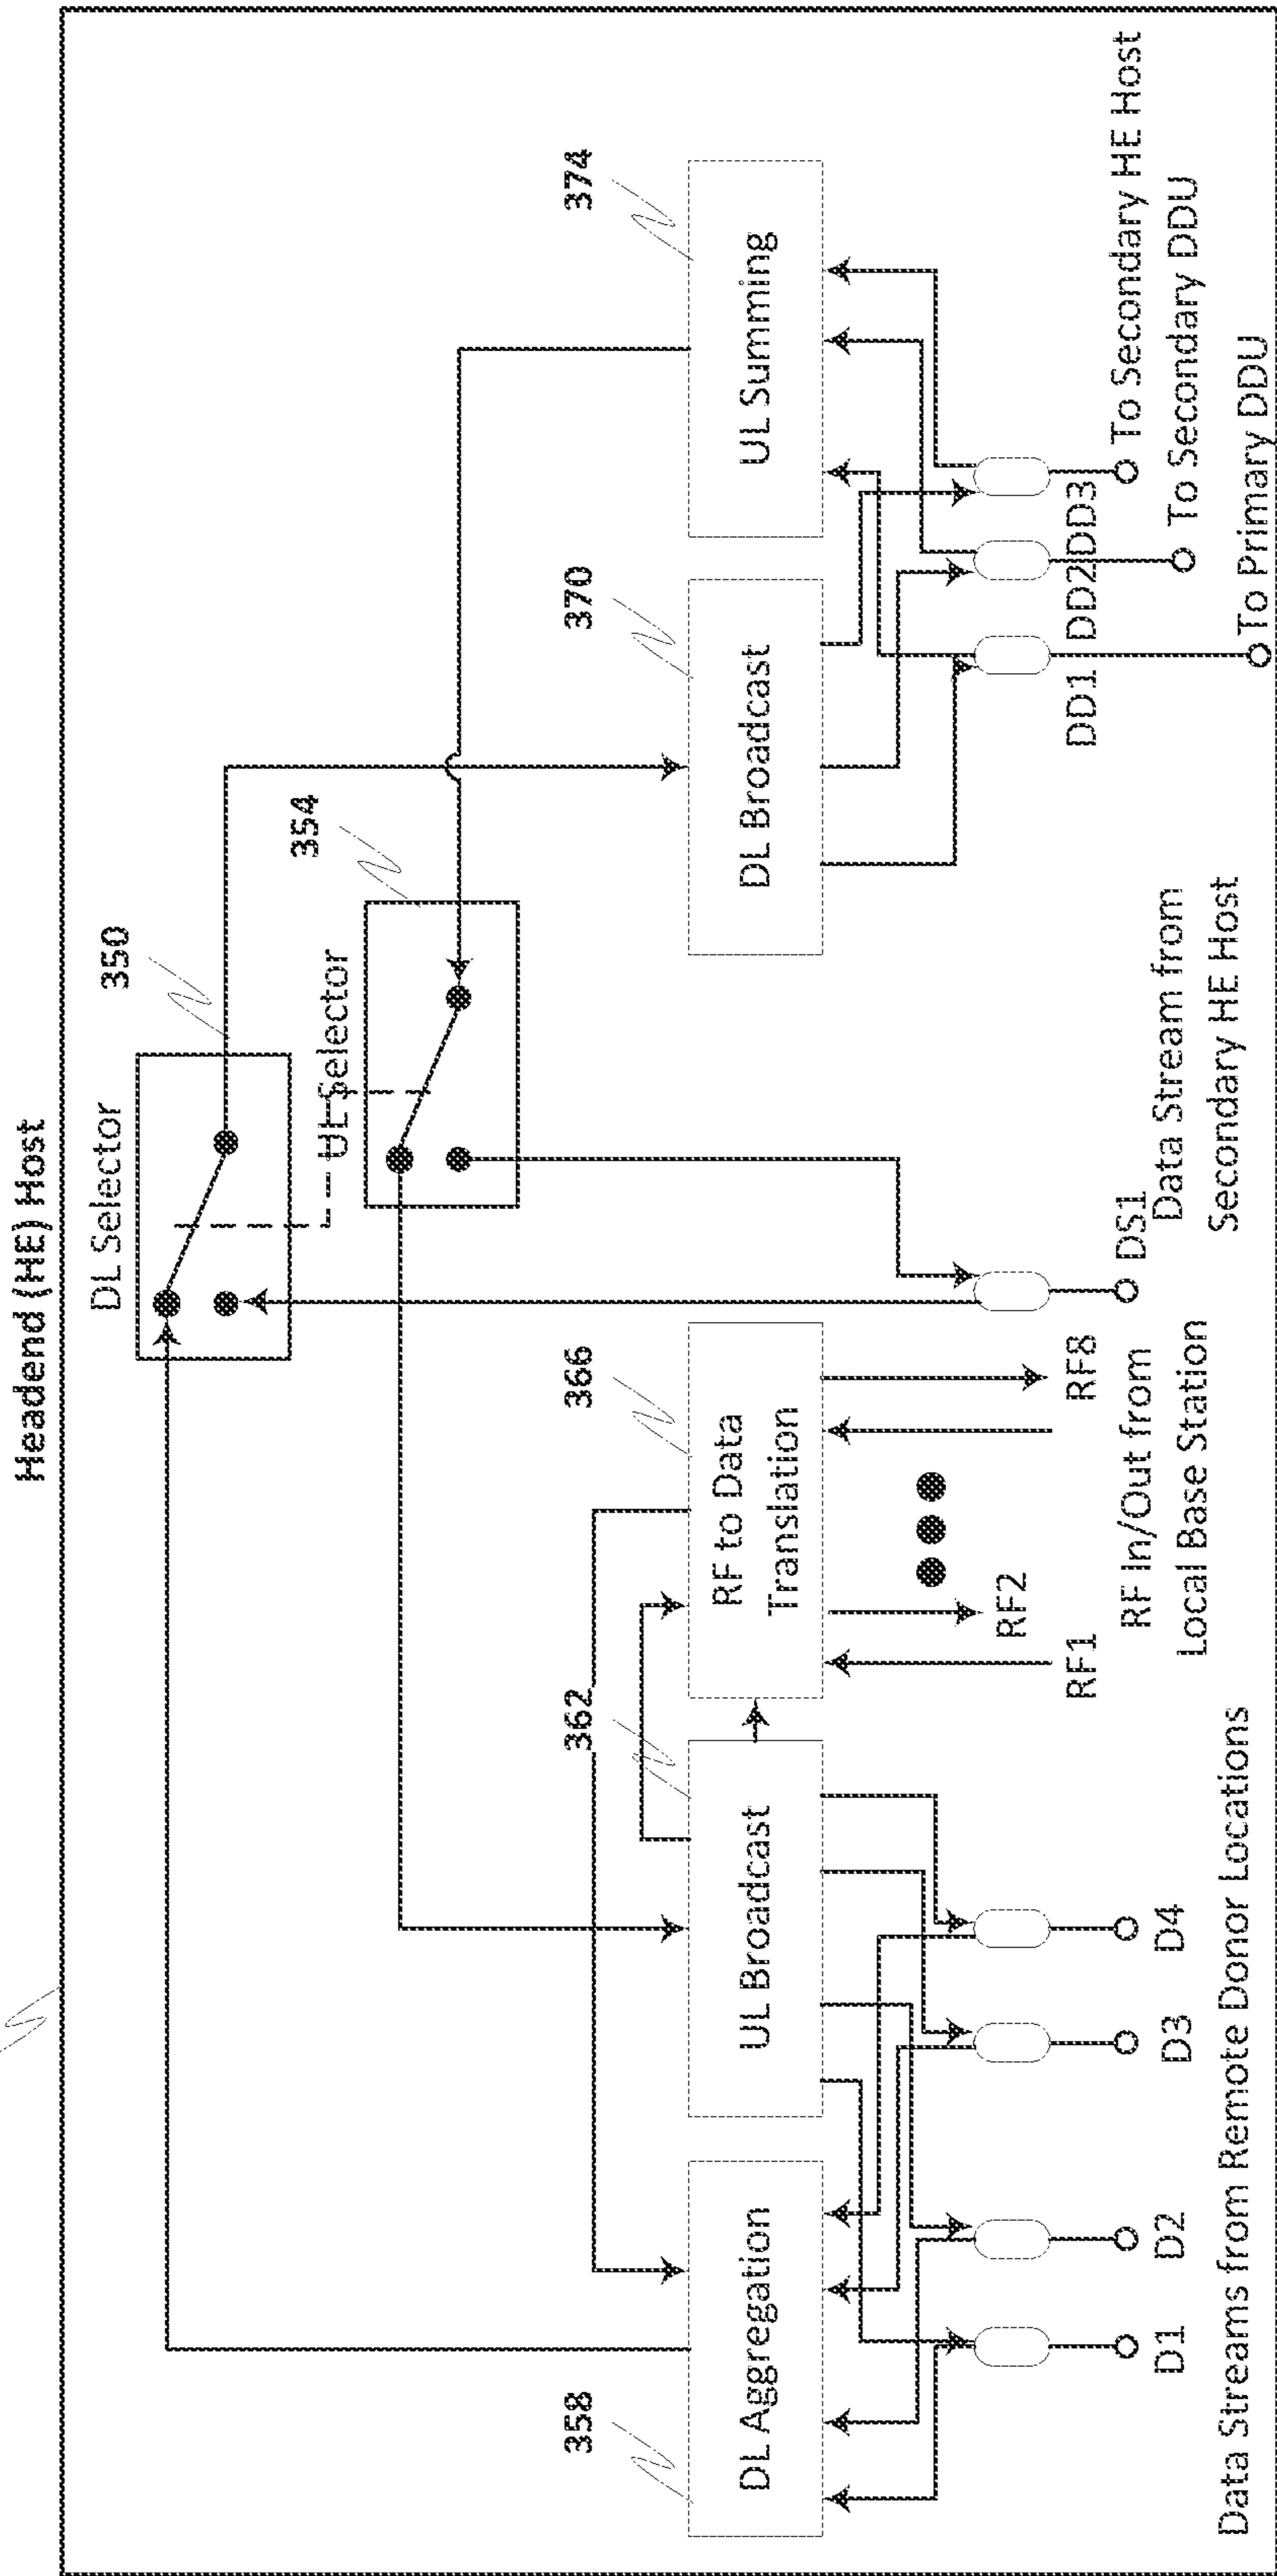 Headend (HE) Host
DL Selector
350
UL Selector
354
358
DL Aggregation
362
UL Broadcast
366
RF to Data
Translation
370
DL Broadcast
374
UL Summing
D1
D2
D3
D4
Data Streams from Remote Donor Locations
RF1
RF2
RF8
RF In/Out from
Local Base Station
DS1
Data Stream from
Secondary HE Host
DD1
DD2
DD3
To Primary DDU
To Secondary DDU
To Secondary HE Host